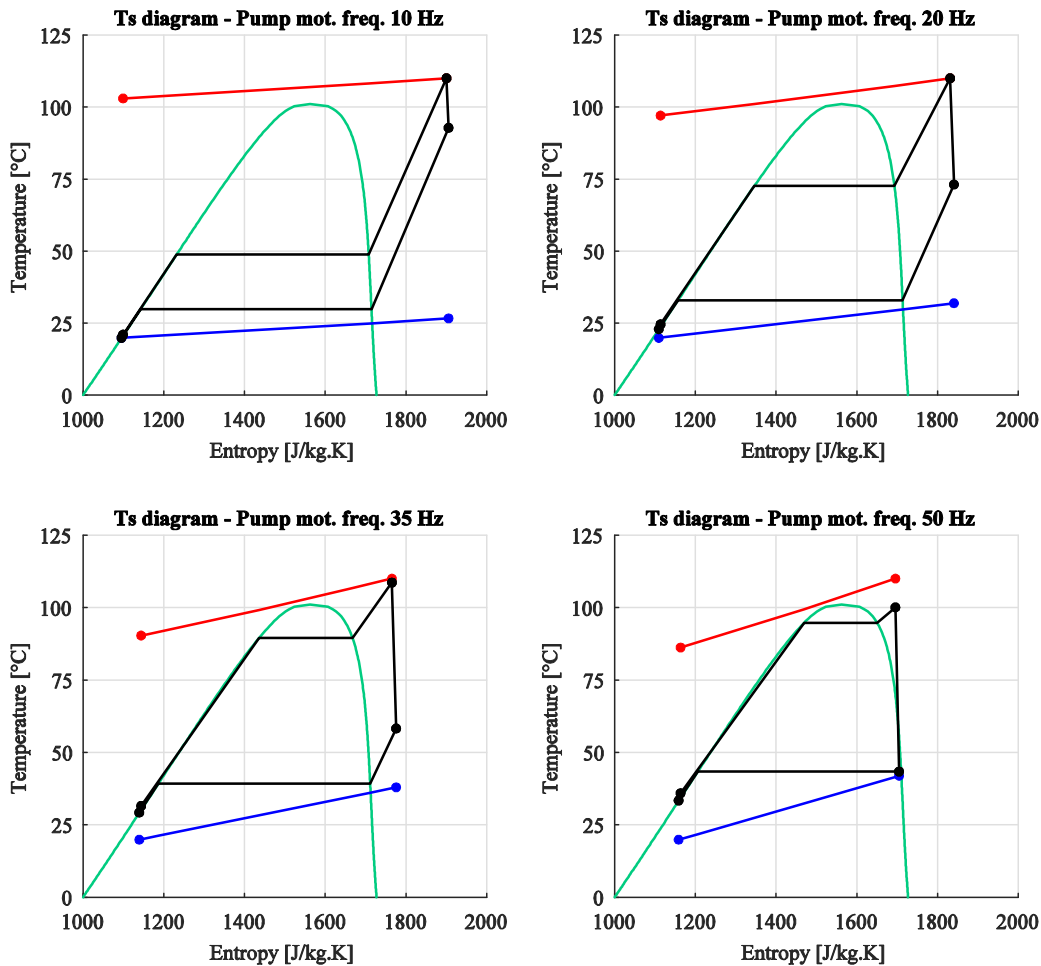 Ts diagram - Pump mot. freq. 10 Hz
125
100
75
50
25
0
Temperature [°C]
1000 1200 1400 1600 1800 2000
Entropy [J/kg.K]
Ts diagram - Pump mot. freq. 20 Hz
125
100
75
50
25
0
Temperature [°C]
1000 1200 1400 1600 1800 2000
Entropy [J/kg.K]
Ts diagram - Pump mot. freq. 35 Hz
125
100
75
50
25
0
Temperature [°C]
1000 1200 1400 1600 1800 2000
Entropy [J/kg.K]
Ts diagram - Pump mot. freq. 50 Hz
125
100
75
50
25
0
Temperature [°C]
1000 1200 1400 1600 1800 2000
Entropy [J/kg.K]